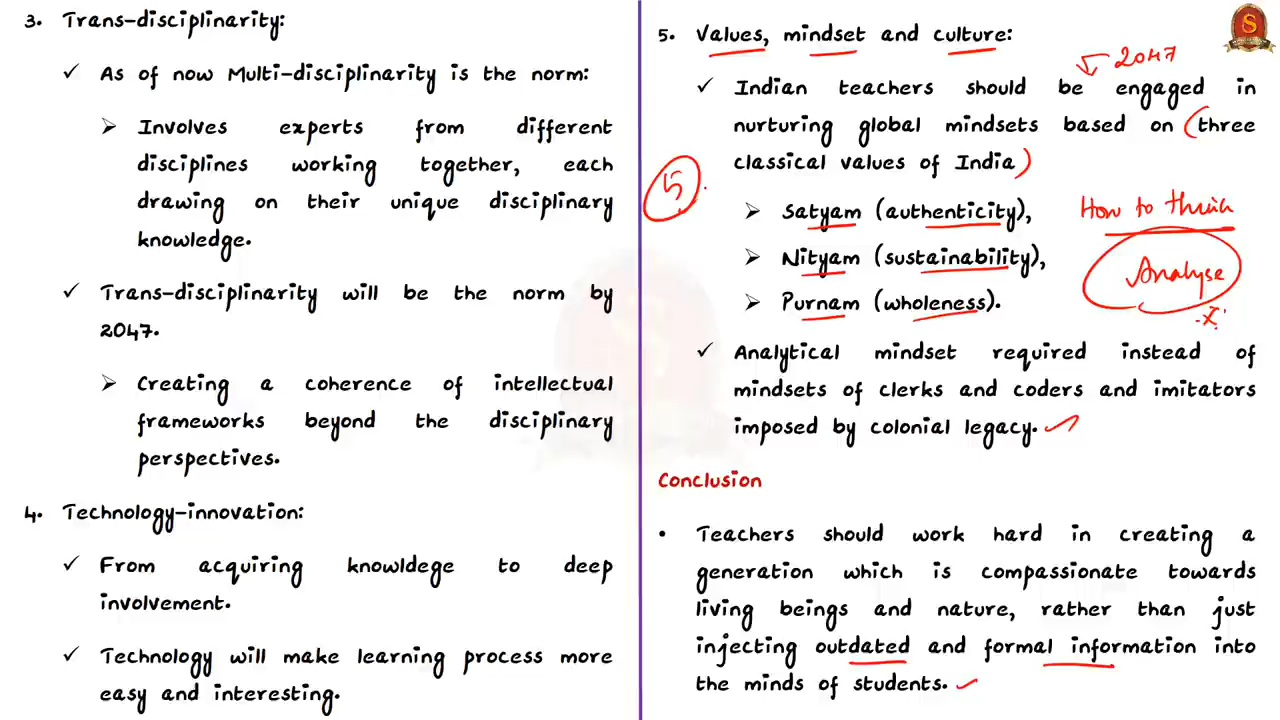 3. Trans-disciplinarity:
✓ As of now Multi-disciplinarity is the norm:
➢ Involves experts from different
disciplines working together, each
drawing on their unique disciplinary
knowledge.
✓ Trans-disciplinarity will be the norm by
2047.
➢ Creating a coherence of intellectual
frameworks beyond the disciplinary
perspectives.
4. Technology-innovation:
✓ From acquiring knowldege to deep
involvement.
✓ Technology will make learning process more
easy and interesting.
5. Values, mindset and culture:
2047
✓ Indian teachers should be engaged in
nurturing global mindsets based on (three
classical values of India)
5
➢ Satyam (authenticity),
➢ Nityam (sustainability),
➢ Purnam (wholeness).
How to think
Analyse
✓ Analytical mindset required instead of
mindsets of clerks and coders and imitators
imposed by colonial legacy.
Conclusion
• Teachers should work hard in creating a
generation which is compassionate towards
living beings and nature, rather than just
injecting outdated and formal information into
the minds of students.
S